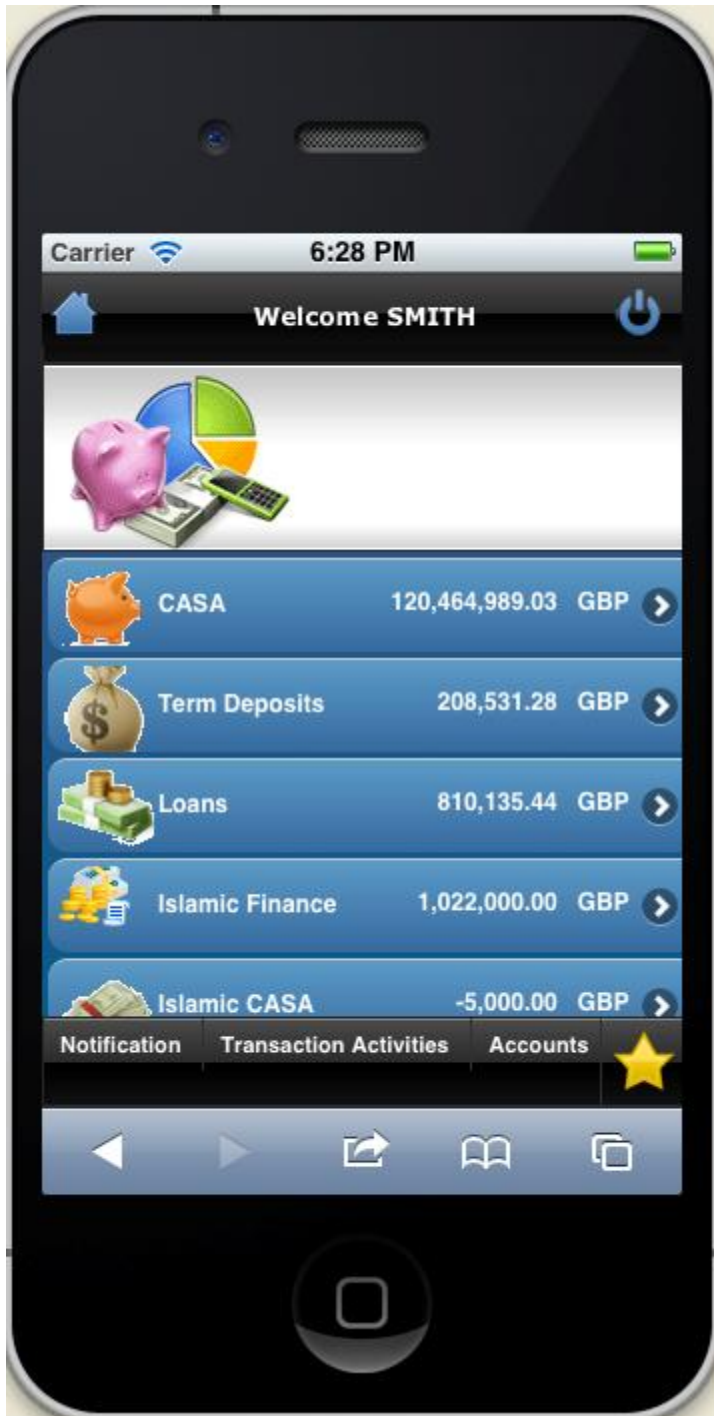 Carrier 6:28 PM
Welcome SMITH
CASA 120,464,989.03 GBP
$
Term Deposits 208,531.28 GBP
Loans 810,135.44 GBP
Islamic Finance 1,022,000.00 GBP
Islamic CASA -5,000.00 GBP
Notification Transaction Activities Accounts